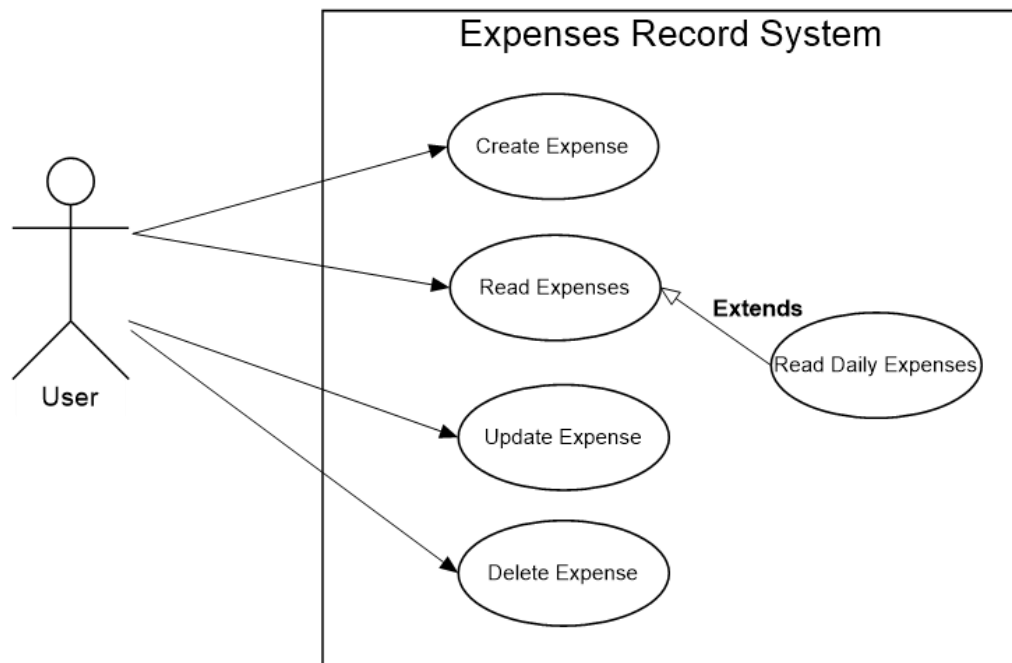 Expenses Record System
Create Expense
Read Expenses
Extends
Read Daily Expenses
User
Update Expense
Delete Expense